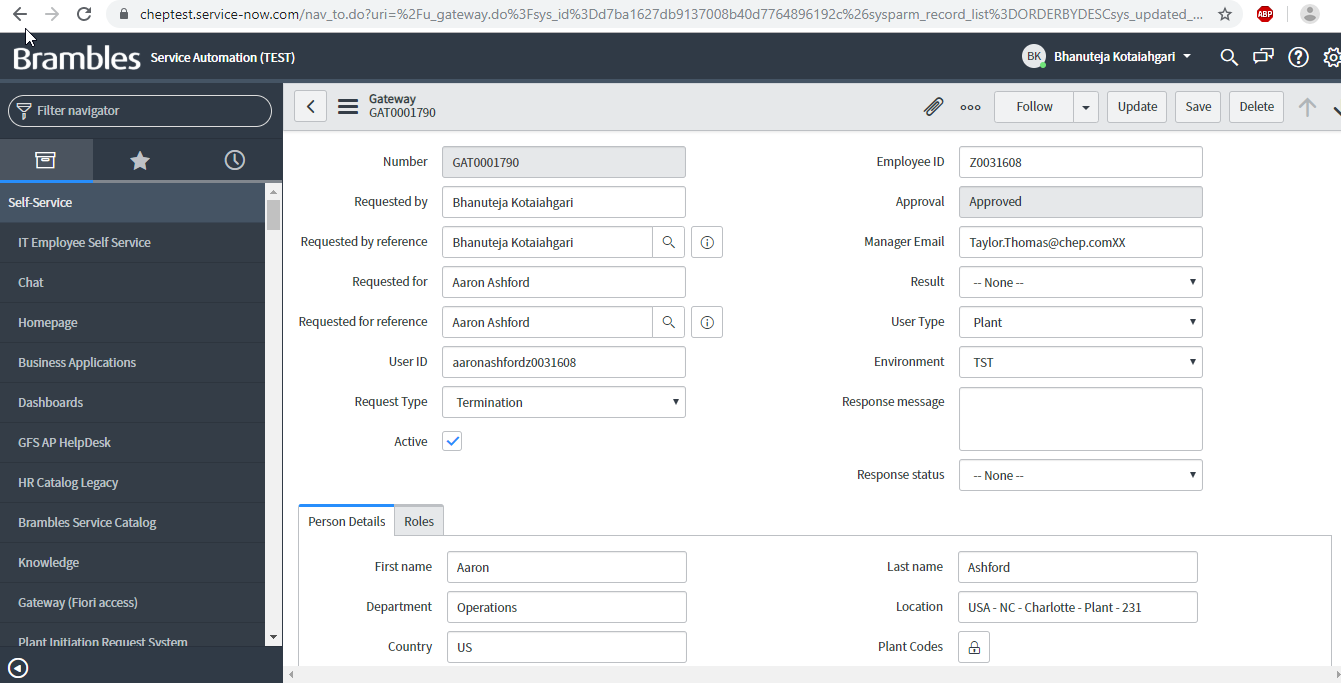 cheptest.service-now.com/nav_to.do?uri=%2Fu_gateway.do%3Fsys_id%3Dd7ba1627db9137008b40d7764896192c%26sysparm_record_list%3DORDERBYDESCsys_updated_...
ABP
Brambles Service Automation (TEST)
BK Bhanuteja Kotaiahgari
Filter navigator
Self-Service
IT Employee Self Service
Chat
Homepage
Business Applications
Dashboards
GFS AP HelpDesk
HR Catalog Legacy
Brambles Service Catalog
Knowledge
Gateway (Fiori access)
Plant Initiation Request System
Gateway
GAT0001790
Follow Update Save Delete
Number GAT0001790
Requested by Bhanuteja Kotaiahgari
Requested by reference Bhanuteja Kotaiahgari
Requested for Aaron Ashford
Requested for reference Aaron Ashford
User ID aaronashfordz0031608
Request Type Termination
Active
Employee ID Z0031608
Approval Approved
Manager Email Taylor.Thomas@chep.comXX
Result -- None --
User Type Plant
Environment TST
Response message
Response status -- None --
Person Details Roles
First name Aaron
Department Operations
Country US
Last name Ashford
Location USA - NC - Charlotte - Plant - 231
Plant Codes